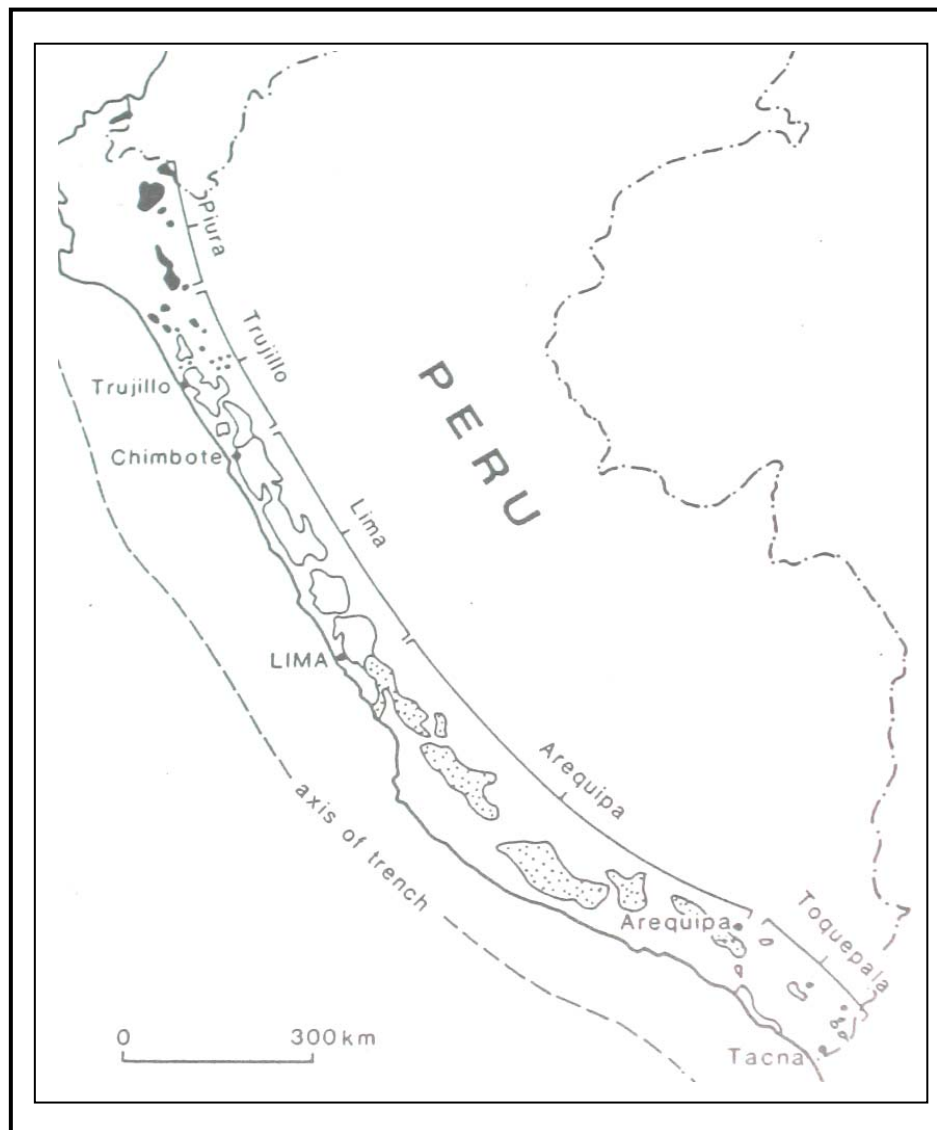 Piura
Trujillo
Trujillo
PERU
Chimbote
Lima
LIMA
Arequipa
axis of trench
Arequipa
Toquepala
0 300 km
Tacna